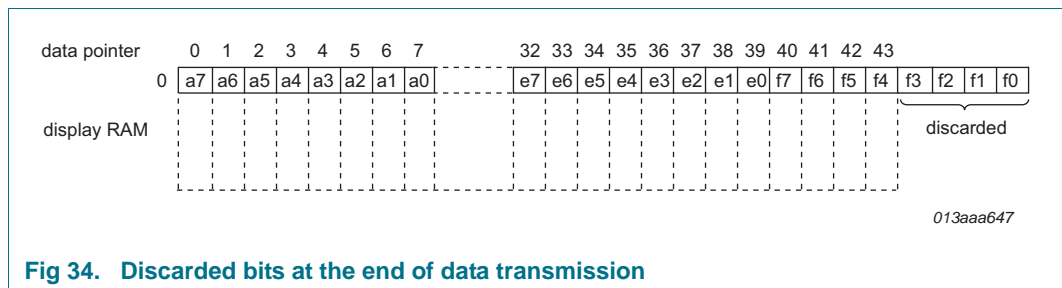 data pointer 0 1 2 3 4 5 6 7 32 33 34 35 36 37 38 39 40 41 42 43
0 a7 a6 a5 a4 a3 a2 a1 a0 e7 e6 e5 e4 e3 e2 e1 e0 f7 f6 f5 f4 f3 f2 f1 f0
display RAM discarded
013aaa647
Fig 34. Discarded bits at the end of data transmission